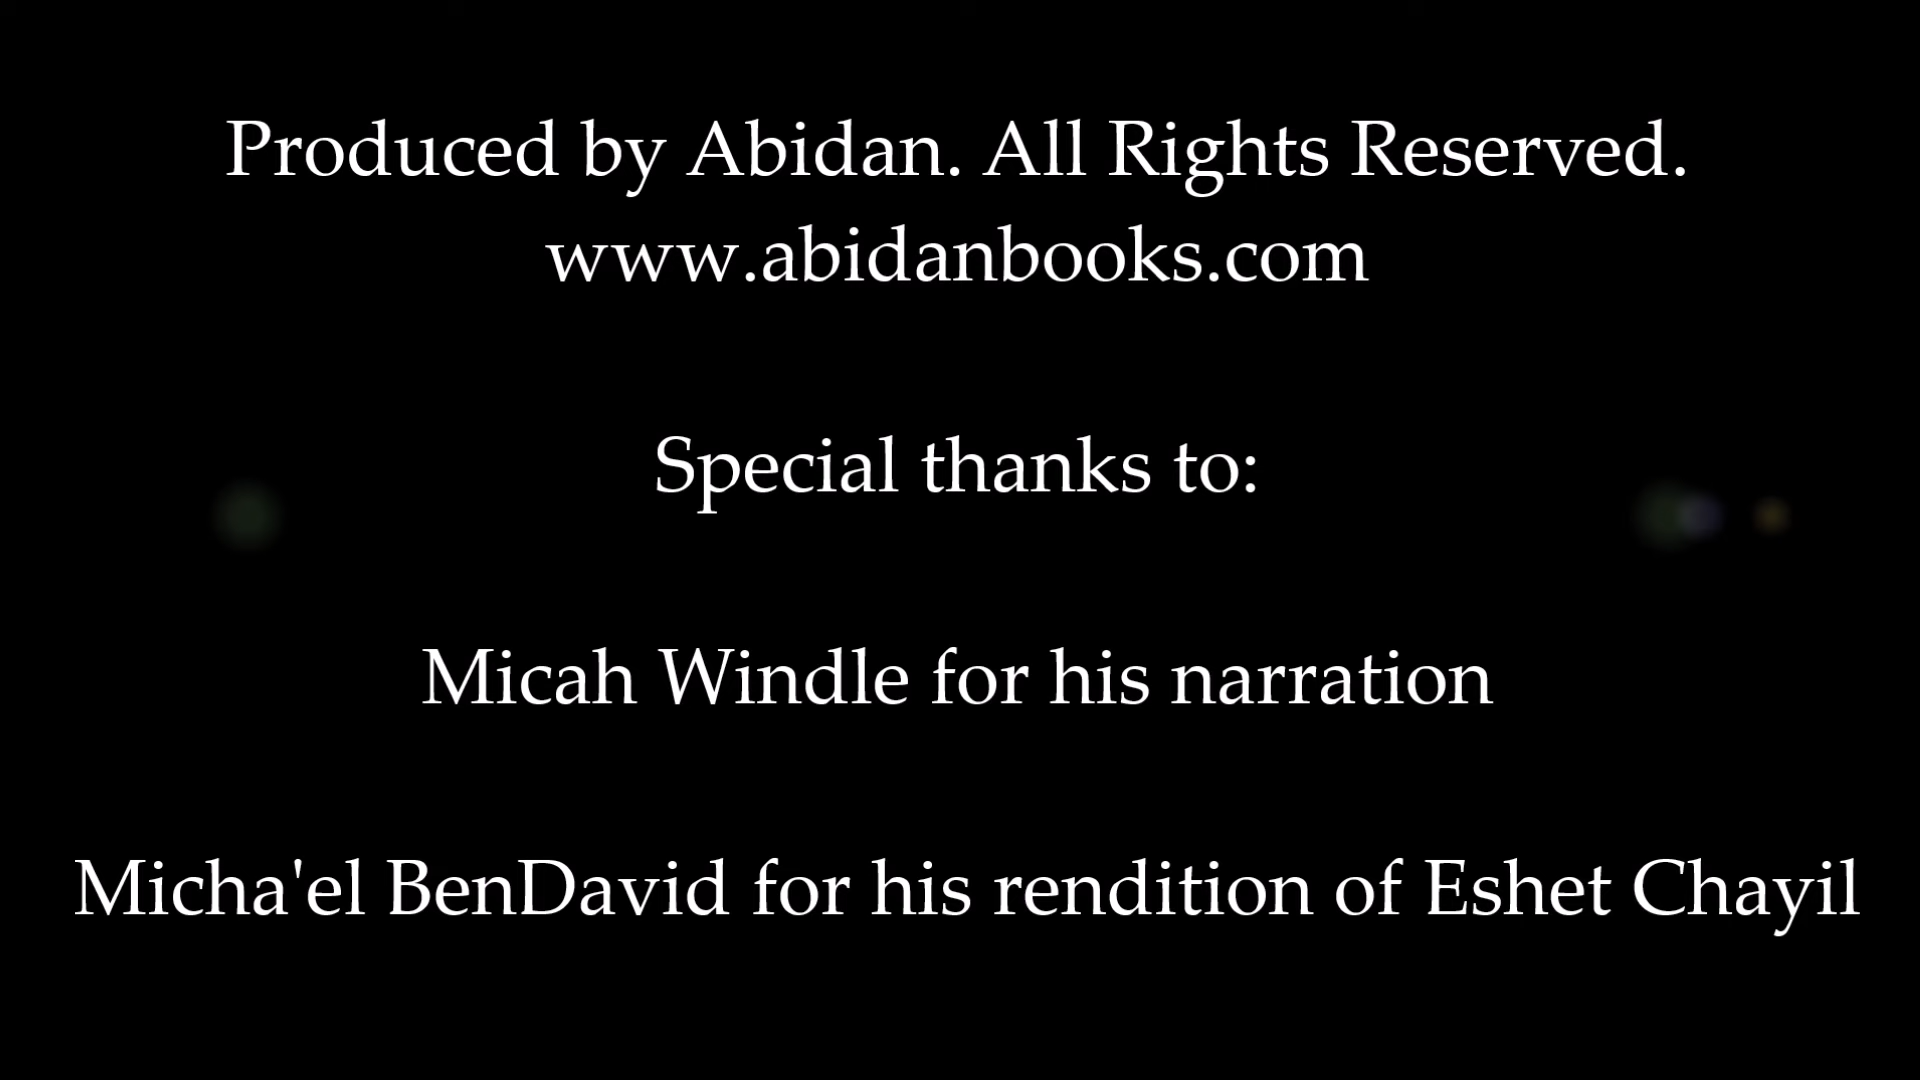 Produced by Abidan. All Rights Reserved.
www.abidanbooks.com
Special thanks to:
Micah Windle for his narration
Micha'el BenDavid for his rendition of Eshet Chayil